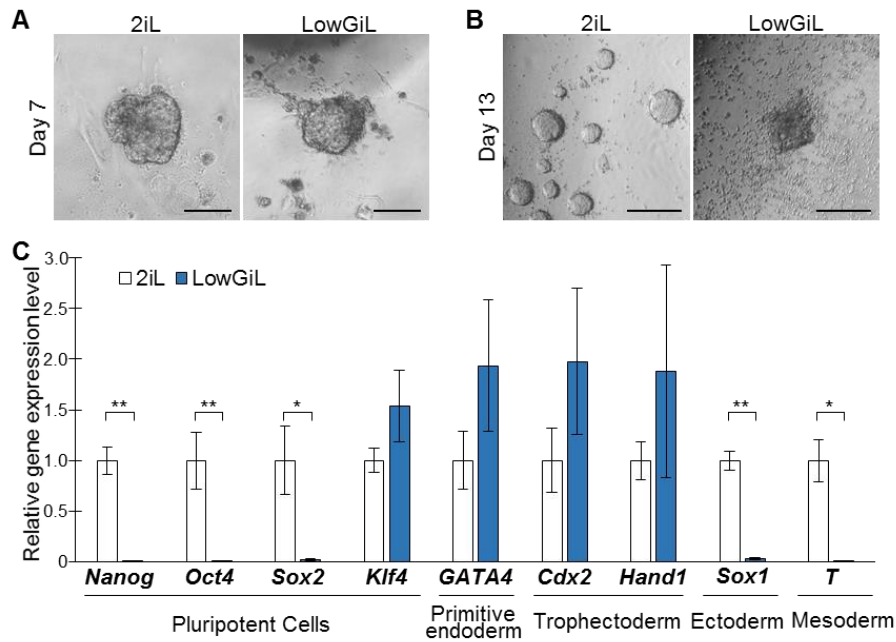 A
2iL LowGiL
Day 7
B
2iL LowGiL
Day 13
C
Relative gene expression level
3.0
2.0
1.5
1.0
0.5
0
2iL LowGiL
** ** * ** *
Nanog Oct4 Sox2 Klf4 GATA4 Cdx2 Hand1 Sox1 T
Pluripotent Cells
Primitive
endoderm
Trophectoderm
Ectoderm
Mesoderm